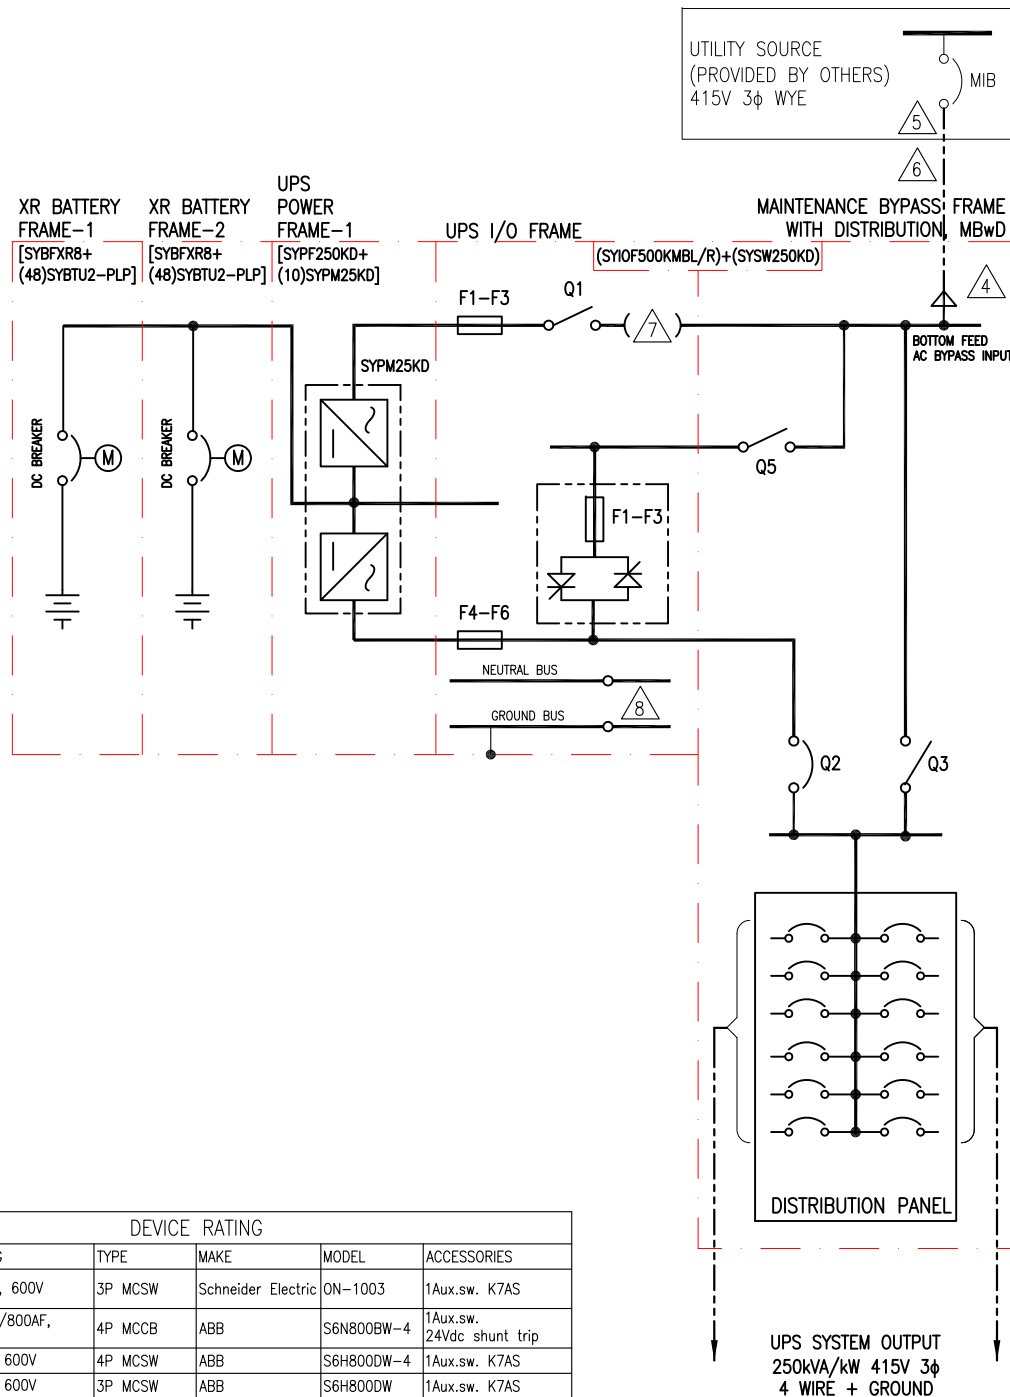 UTILITY SOURCE
(PROVIDED BY OTHERS)
415V 3ϕ WYE
MIB
5
6
XR BATTERY
FRAME-1
[SYBFXR8+
(48)SYBTU2-PLP]
XR BATTERY
FRAME-2
[SYBFXR8+
(48)SYBTU2-PLP]
UPS
POWER
FRAME-1
[SYPF250KD+
(10)SYPM25KD]
UPS I/O FRAME
MAINTENANCE BYPASS FRAME
WITH DISTRIBUTION, MBwD
(SYIOF500KMBL/R)+(SYSW250KD)
4
F1-F3
Q1
7
BOTTOM FEED
AC BYPASS INPUT
SYPM25KD
DC BREAKER
M
DC BREAKER
M
Q5
F1-F3
F4-F6
NEUTRAL BUS
8
GROUND BUS
Q2
Q3
DISTRIBUTION PANEL
DEVICE RATING
TYPE MAKE MODEL ACCESSORIES
, 600V 3P MCSW Schneider Electric ON-1003 1Aux.sw. K7AS
/800AF, 4P MCCB ABB S6N800BW-4 1Aux.sw.
24Vdc shunt trip
600V 4P MCSW ABB S6H800DW-4 1Aux.sw. K7AS
600V 3P MCSW ABB S6H800DW 1Aux.sw. K7AS
UPS SYSTEM OUTPUT
250kVA/kW 415V 3ϕ
4 WIRE + GROUND